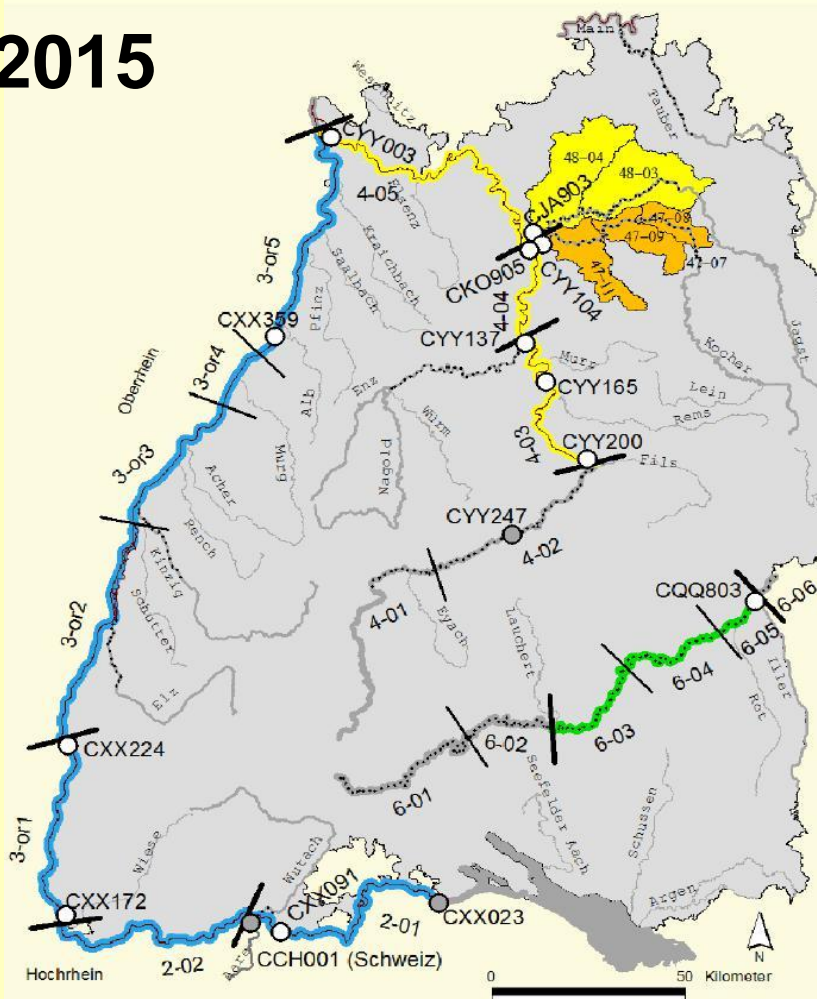 2015
Main
Weschnitz
Tauber
CYY003
48-04
48-03
4-05
Elsenz
CJA903
47-08
47-09
47-07
47-11
Kraichbach
Saalbach
Pfinz
3-or5
CKO905
CYY104
4-04
CXX359
CYY137
Kocher
Jagst
Oberrhein
3-or4
Alb
Enz
Murr
CYY165
Lein
Rems
Würm
Nagold
4-03
CYY200
Fils
3-or3
Murg
Acher
Rench
CYY247
4-02
Kinzig
Schutter
4-01
Eyach
CQQ803
6-06
6-05
Lauchert
3-or2
6-04
Iller
Rot
Elz
6-02
6-03
CXX224
6-01
Seefelder Aach
Schussen
3-or1
Wiese
Wutach
CXX172
CXX091
2-01
CXX023
Argen
N
Hochrhein
2-02
Aare
CCH001 (Schweiz)
0
50
Kilometer